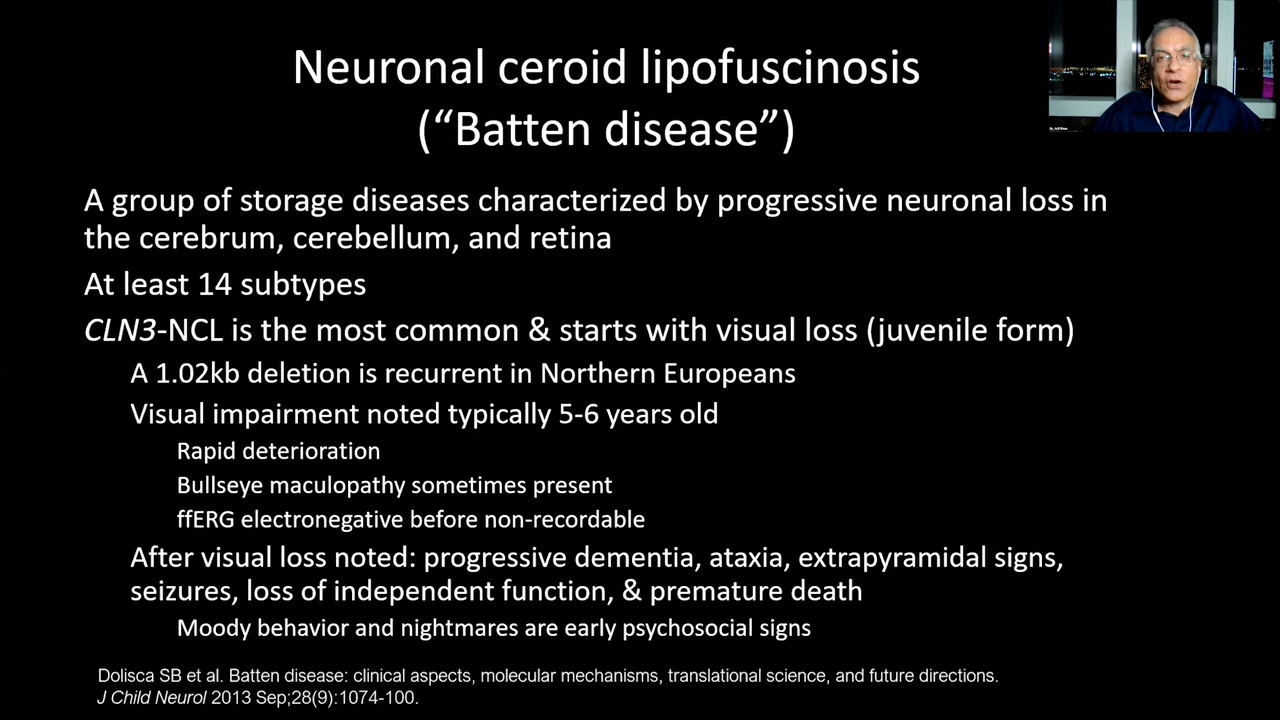 Neuronal ceroid lipofuscinosis
(“Batten disease”)
A group of storage diseases characterized by progressive neuronal loss in
the cerebrum, cerebellum, and retina
At least 14 subtypes
CLN3-NCL is the most common & starts with visual loss (juvenile form)
A 1.02kb deletion is recurrent in Northern Europeans
Visual impairment noted typically 5-6 years old
Rapid deterioration
Bullseye maculopathy sometimes present
ffERG electronegative before non-recordable
After visual loss noted: progressive dementia, ataxia, extrapyramidal signs,
seizures, loss of independent function, & premature death
Moody behavior and nightmares are early psychosocial signs
Dolisca SB et al. Batten disease: clinical aspects, molecular mechanisms, translational science, and future directions.
J Child Neurol 2013 Sep;28(9):1074-100.